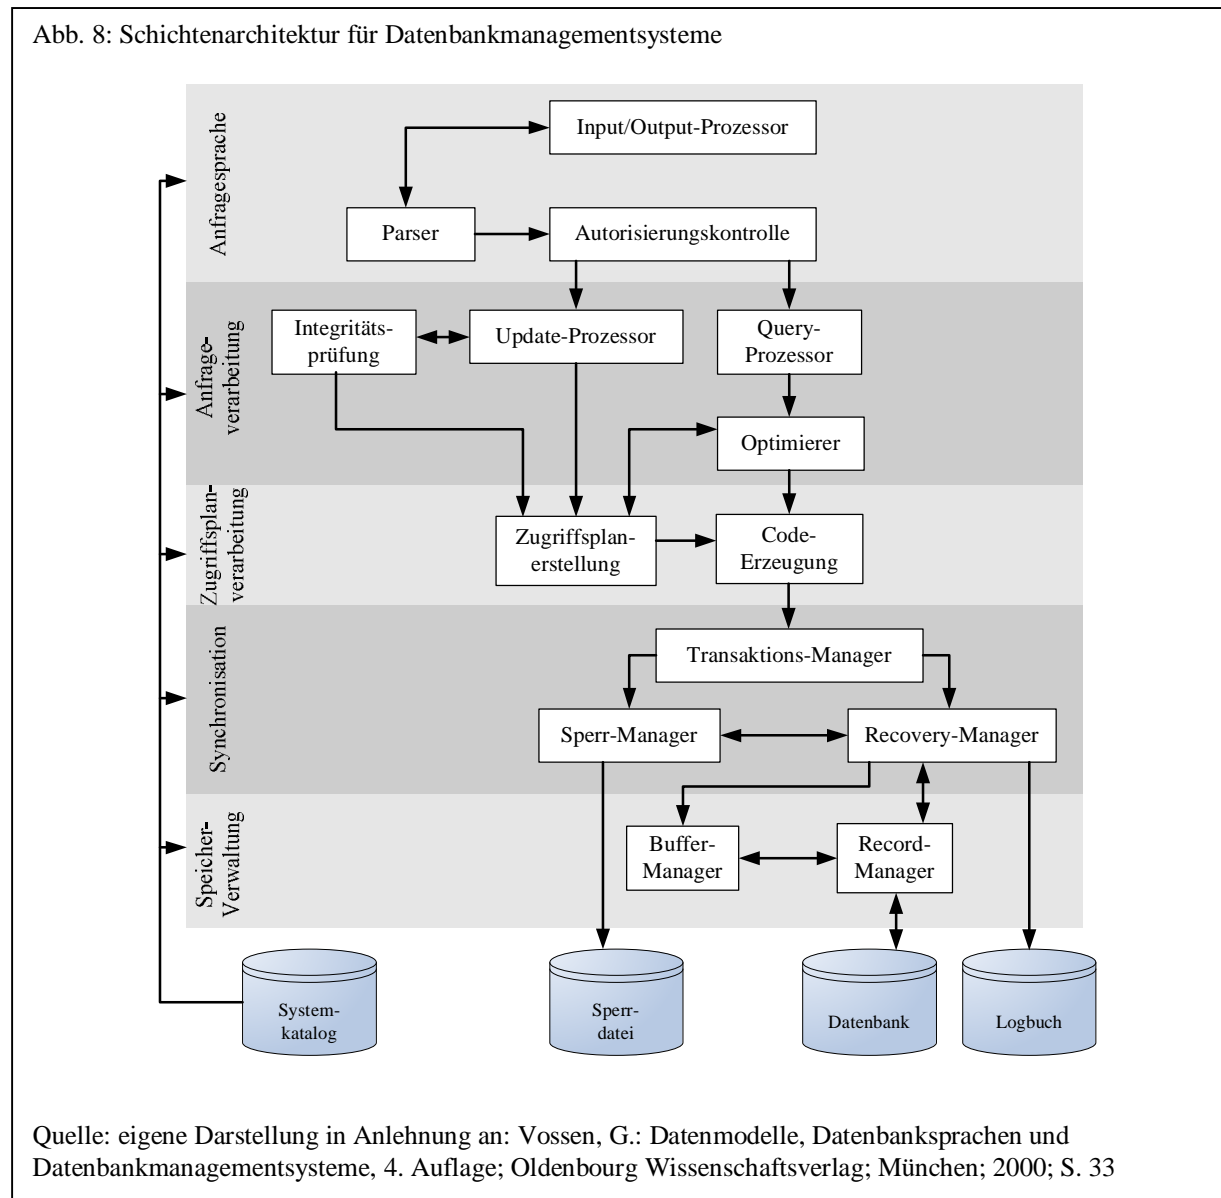 Abb. 8: Schichtenarchitektur für Datenbankmanagementsysteme
Anfragesprache
Input/Output-Prozessor
Parser
Autorisierungskontrolle
Anfrage-
verarbeitung
Integritäts-
prüfung
Update-Prozessor
Query-
Prozessor
Optimierer
Zugriffsplan-
verarbeitung
Zugriffsplan-
erstellung
Code-
Erzeugung
Synchronisation
Transaktions-Manager
Sperr-Manager
Recovery-Manager
Speicher-
Verwaltung
Buffer-
Manager
Record-
Manager
System-
katalog
Sperr-
datei
Datenbank
Logbuch
Quelle: eigene Darstellung in Anlehnung an: Vossen, G.: Datenmodelle, Datenbanksprachen und
Datenbankmanagementsysteme, 4. Auflage; Oldenbourg Wissenschaftsverlag; München; 2000; S. 33